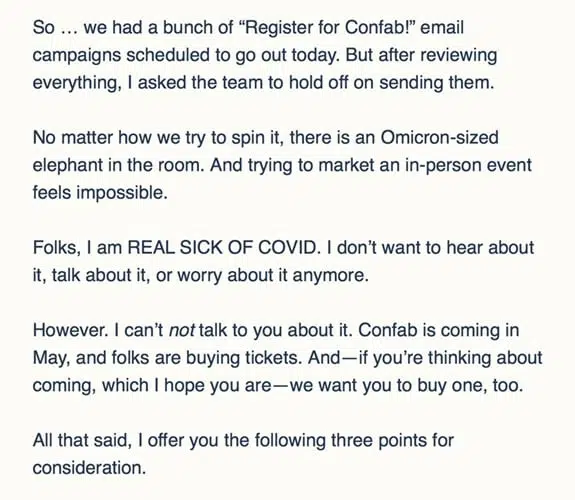 So … we had a bunch of “Register for Confab!” email
campaigns scheduled to go out today. But after reviewing
everything, I asked the team to hold off on sending them.
No matter how we try to spin it, there is an Omicron-sized
elephant in the room. And trying to market an in-person event
feels impossible.
Folks, I am REAL SICK OF COVID. I don’t want to hear about
it, talk about it, or worry about it anymore.
However. I can’t not talk to you about it. Confab is coming in
May, and folks are buying tickets. And—if you’re thinking about
coming, which I hope you are—we want you to buy one, too.
All that said, I offer you the following three points for
consideration.